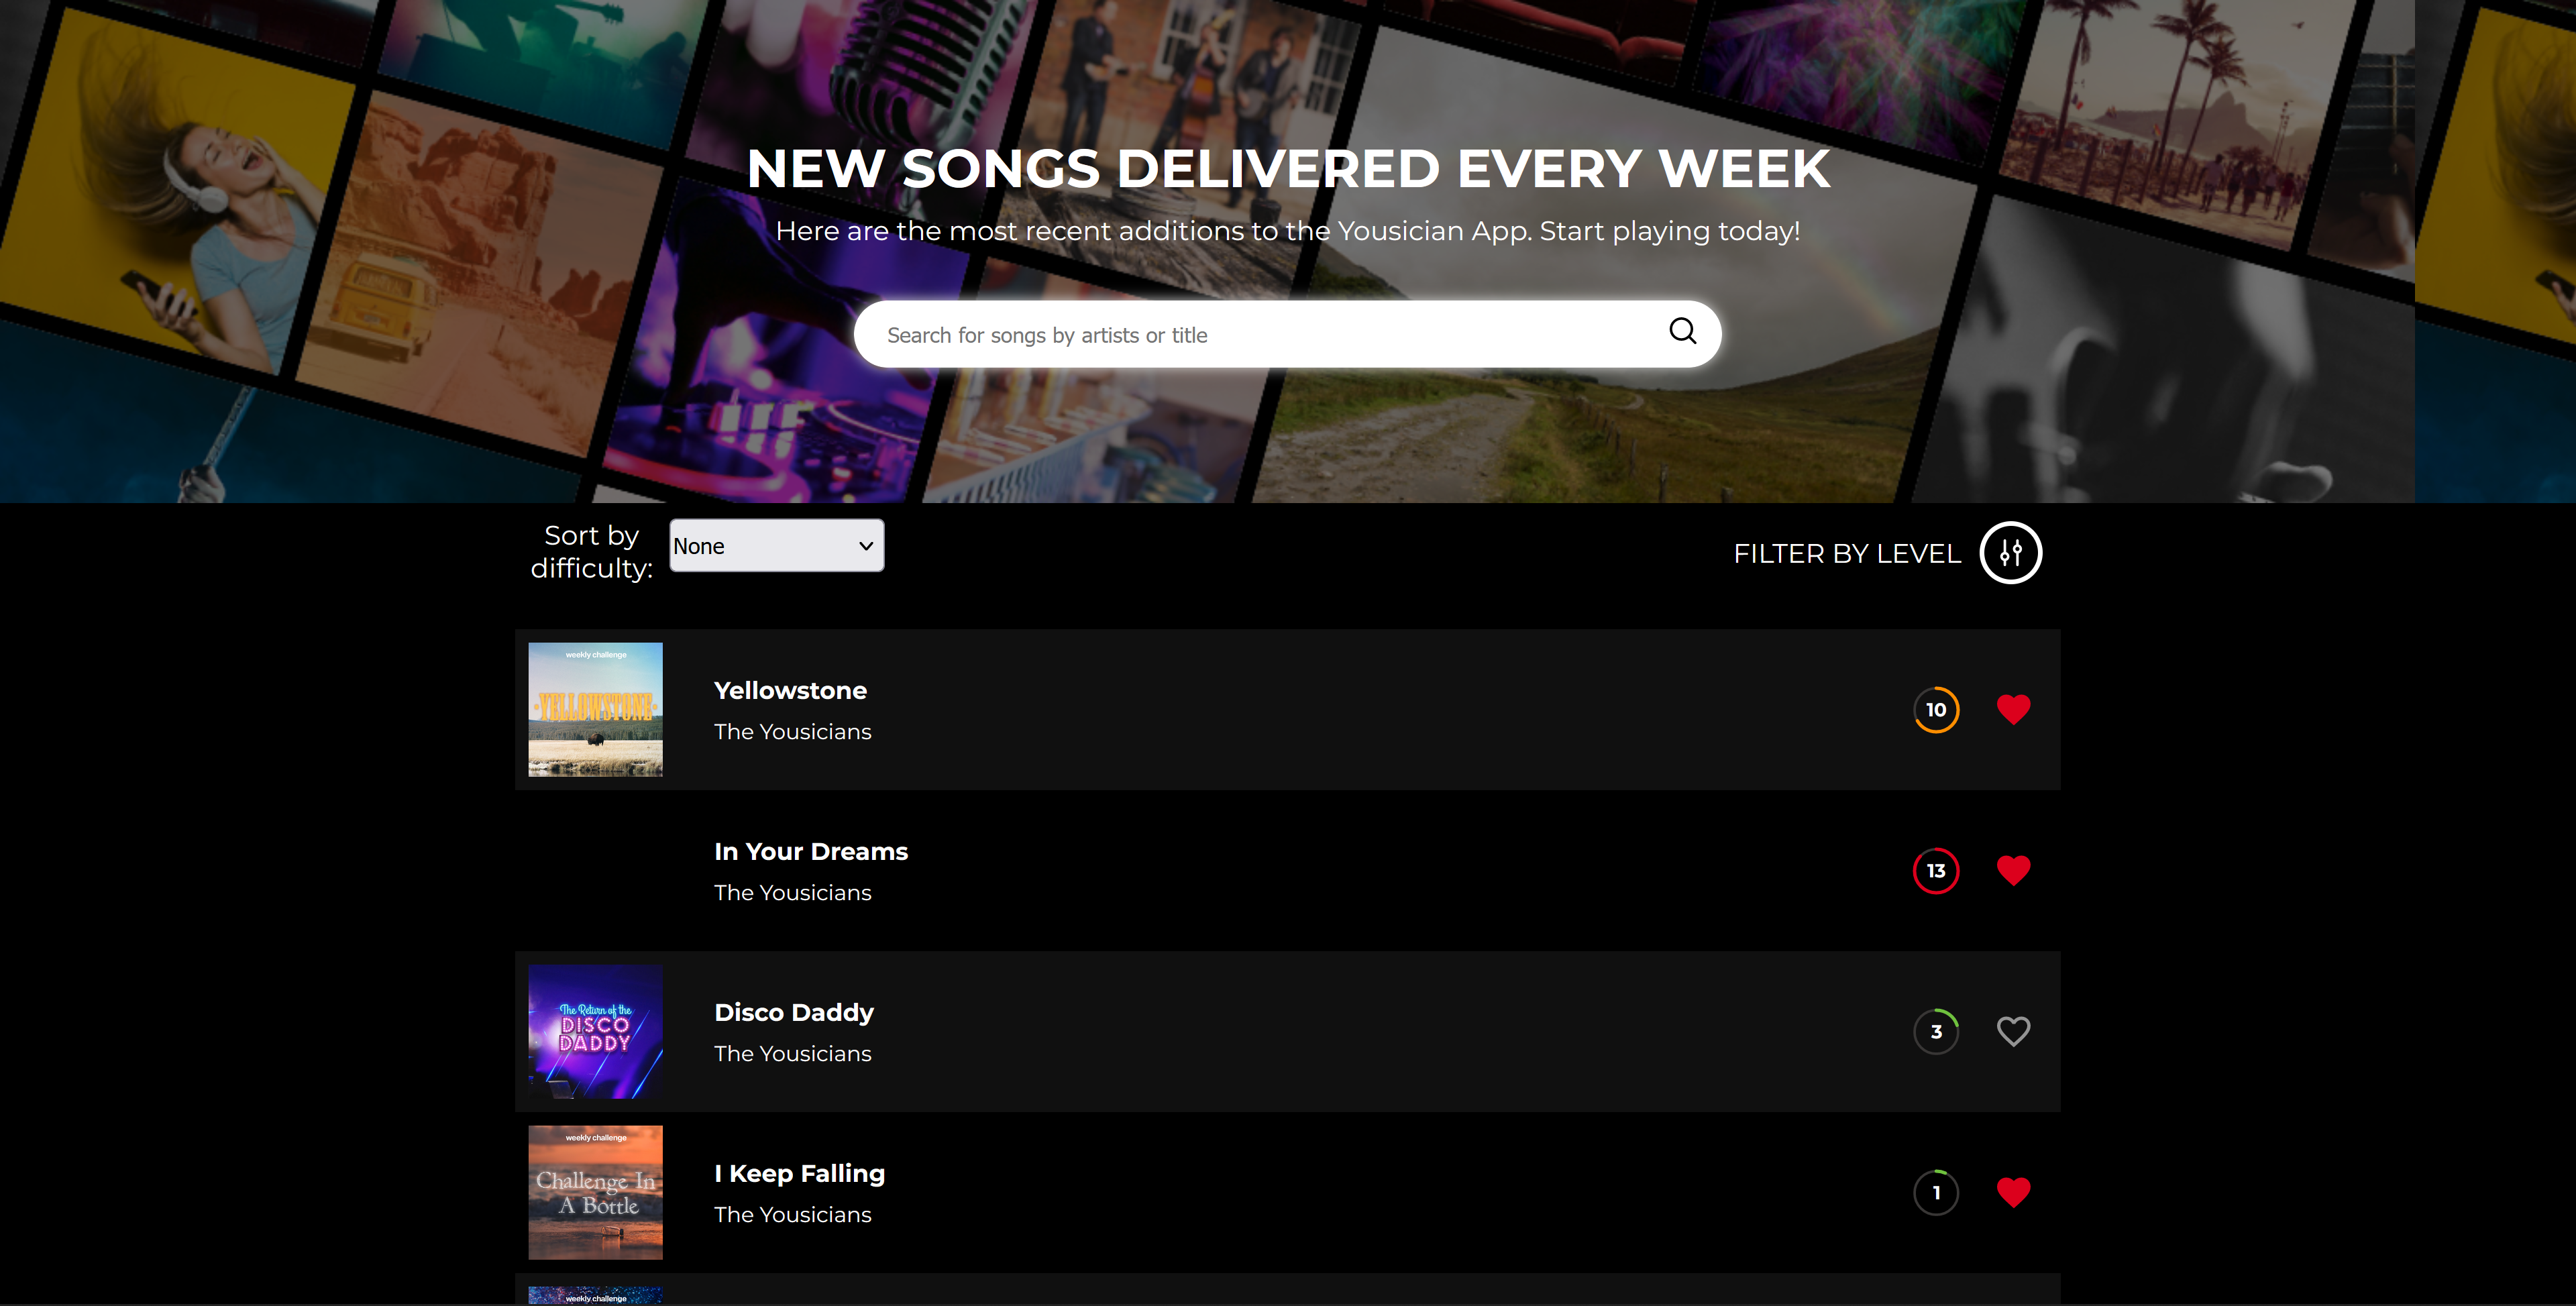 NEW SONGS DELIVERED EVERY WEEK
Here are the most recent additions to the Yousician App. Start playing today!
Search for songs by artists or title
Sort by
difficulty:
None
FILTER BY LEVEL
weekly challenge
YELLOWSTONE
Yellowstone
The Yousicians
10
In Your Dreams
The Yousicians
13
The Return of the
DISCO
DADDY
Disco Daddy
The Yousicians
3
weekly challenge
Challenge In
A Bottle
I Keep Falling
The Yousicians
1
weekly challenge